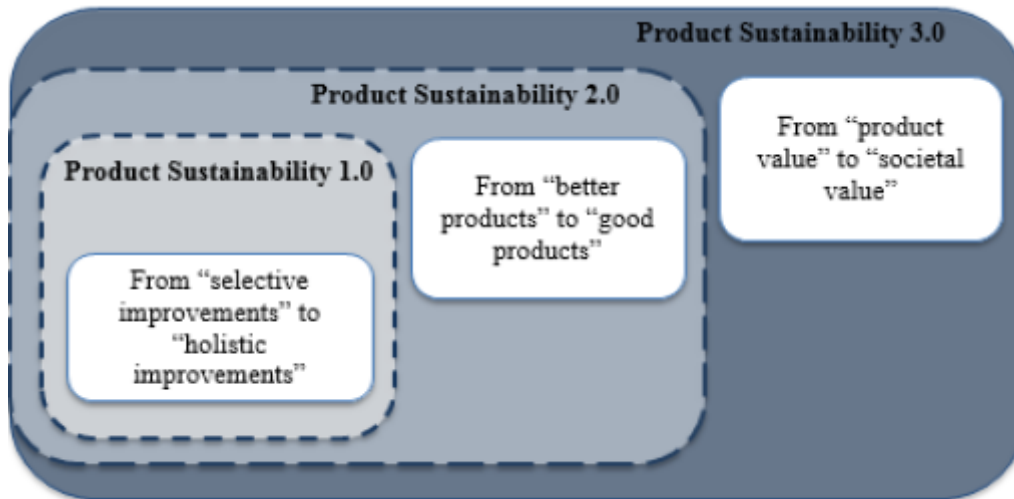 Product Sustainability 3.0
Product Sustainability 2.0
Product Sustainability 1.0
From “selective
improvements” to
“holistic
improvements”
From “better
products” to “good
products”
From “product
value” to “societal
value”